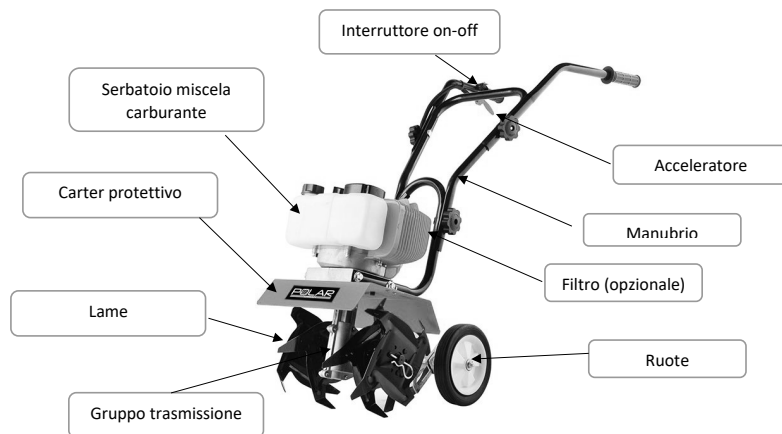 Interruttore on-off
Serbatoio miscela
carburante
Acceleratore
Carter protettivo
Manubrio
Filtro (opzionale)
POLAR
Lame
Ruote
Gruppo trasmissione